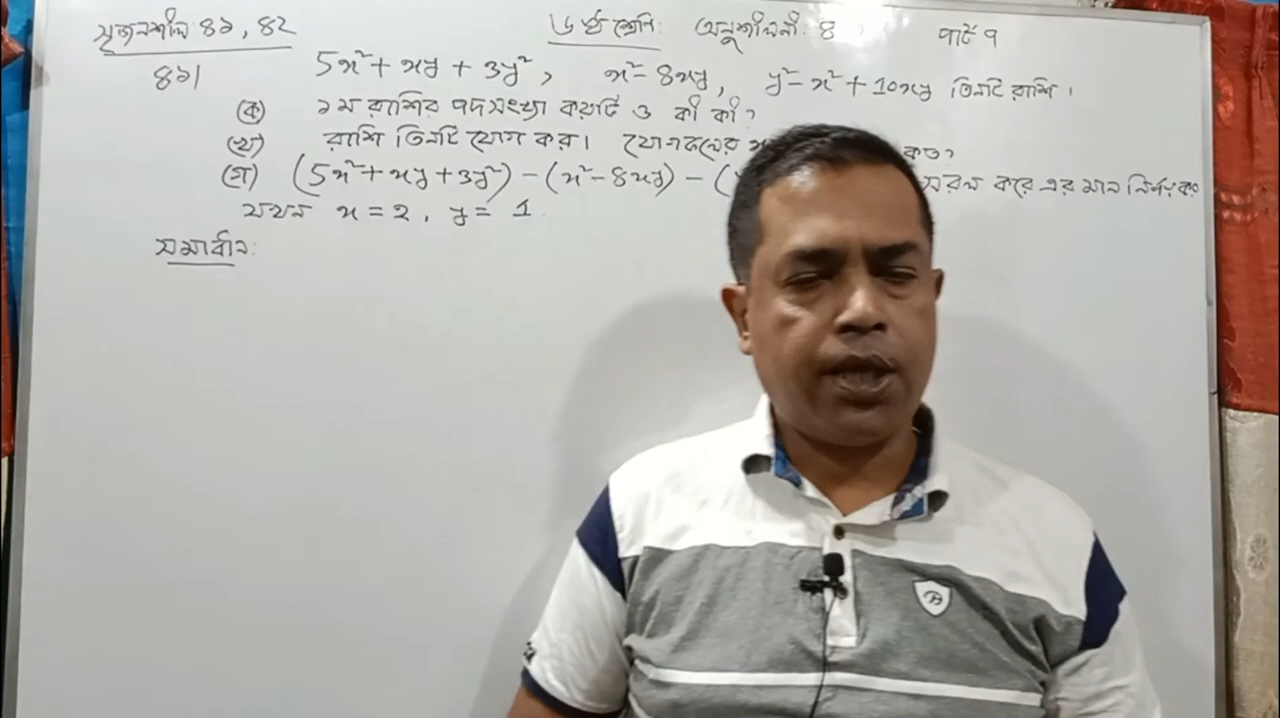 সৃজনশীল ৪১, ৪২
৬ষ্ঠ শ্রেণি: অনুশীলনী: ৪ পার্ট ৭
৪১। 5x² + xy + 3y², x² - 8xy, y² - x² + 10xy তিনটি রাশি।
(ক) ১ম রাশির পদসংখ্যা কয়টি ও কী কী?
(খ) রাশি তিনটি যোগ কর। যোগফলের কত?
(গ) (5x² + xy + 3y²) - (x² - 8xy) - ( সরল করে এর মান নির্ণয় কর
যখন x = 2, y = 1
সমাধান:
B